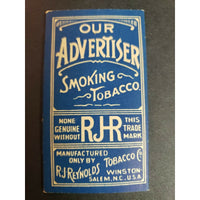 OUR
ADVERTISER
SMOKING
TOBACCO.
NONE GENUINE WITHOUT
RJR
THIS TRADE MARK
MANUFACTURED ONLY BY
R.J. REYNOLDS TOBACCO Co.
WINSTON SALEM, N.C. U.S.A.